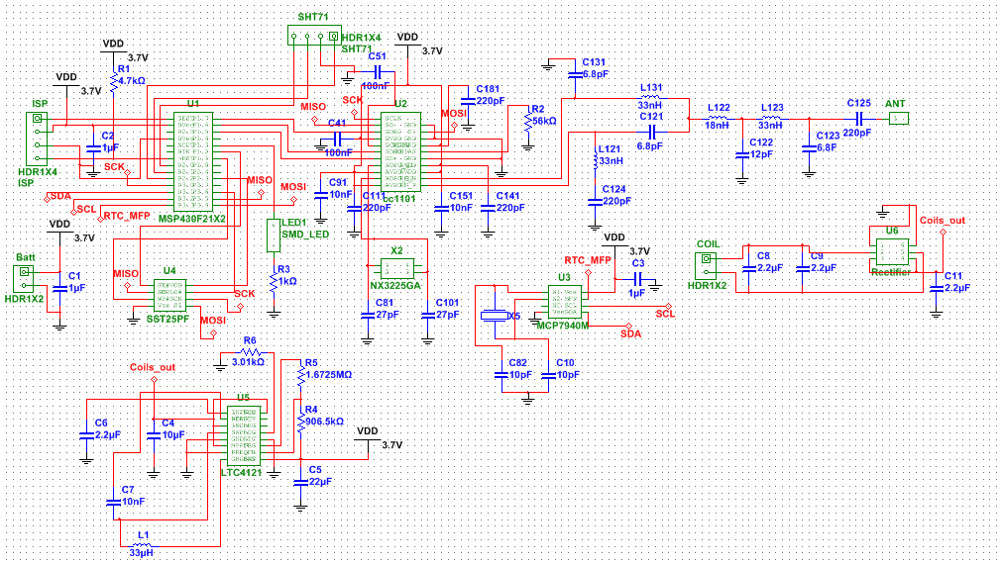 SHT71
HDR1X4
SHT71
VDD
3.7V
VDD
3.7V
VDD
3.7V
R1
4.7kΩ
C51
100nF
C131
6.8pF
L131
33nH
ISP
HDR1X4
ISP
C2
1µF
U1
MSP430F21X2
MISO
SCK
C41
100nF
U2
cc1101
MOSI
C181
220pF
R2
56kΩ
C121
6.8pF
L122
18nH
L123
33nH
C125
220pF
ANT
L121
33nH
C122
12pF
C123
6.8F
C124
220pF
SCK
SDA
SCL
RTC_MFP
MISO
MOSI
C91
10nF
C111
220pF
C151
10nF
C141
220pF
LED1
SMD_LED
R3
1kΩ
VDD
3.7V
Batt
HDR1X2
C1
1µF
MISO
U4
SST25PF
SCK
MOSI
X2
NX3225GA
C81
27pF
C101
27pF
VDD
3.7V
RTC_MFP
U3
MCP7940M
C3
1µF
SCL
SDA
X5
C82
10pF
C10
10pF
COIL
HDR1X2
C8
2.2µF
C9
2.2µF
U6
Rectifier
Coils_out
C11
2.2µF
R6
3.01kΩ
R5
1.6725MΩ
R4
906.5kΩ
Coils_out
C6
2.2µF
C4
10µF
U5
LTC4121
VDD
3.7V
C5
22µF
C7
10nF
L1
33µH